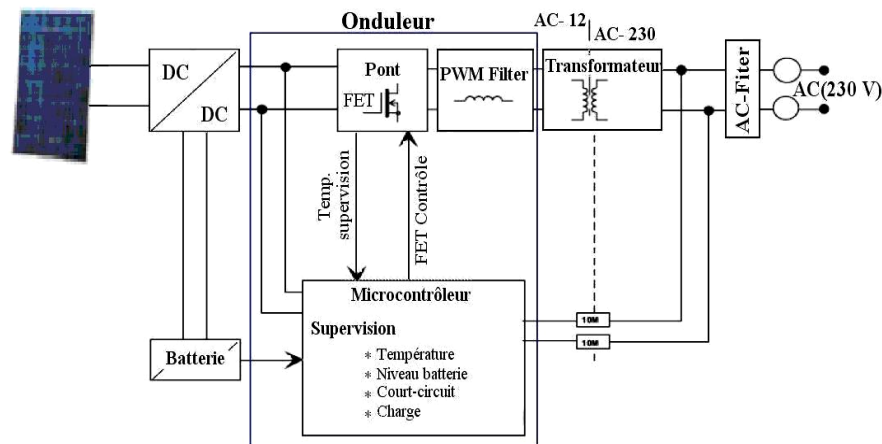 Onduleur
AC- 12
AC- 230
DC
DC
Pont
FET
PWM Filter
Transformateur
AC-Fiter
AC(230 V)
Temp.
supervision
FET Contrôle
Microcontrôleur
Supervision
* Température
* Niveau batterie
* Court-circuit
* Charge
Batterie
10M
10M